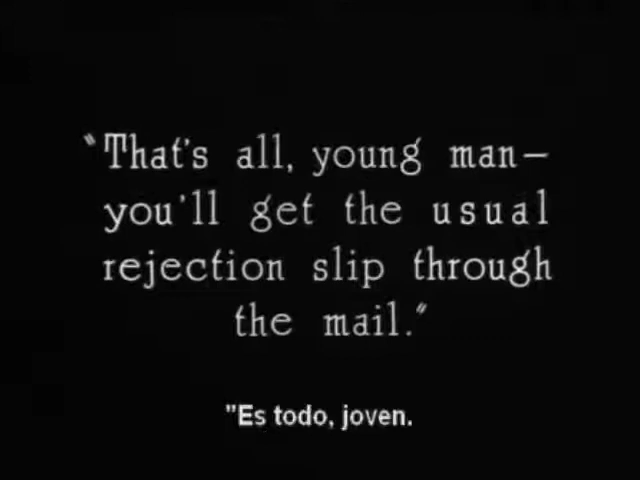 "That's all, young man—
you'll get the usual
rejection slip through
the mail."
"Es todo, joven.